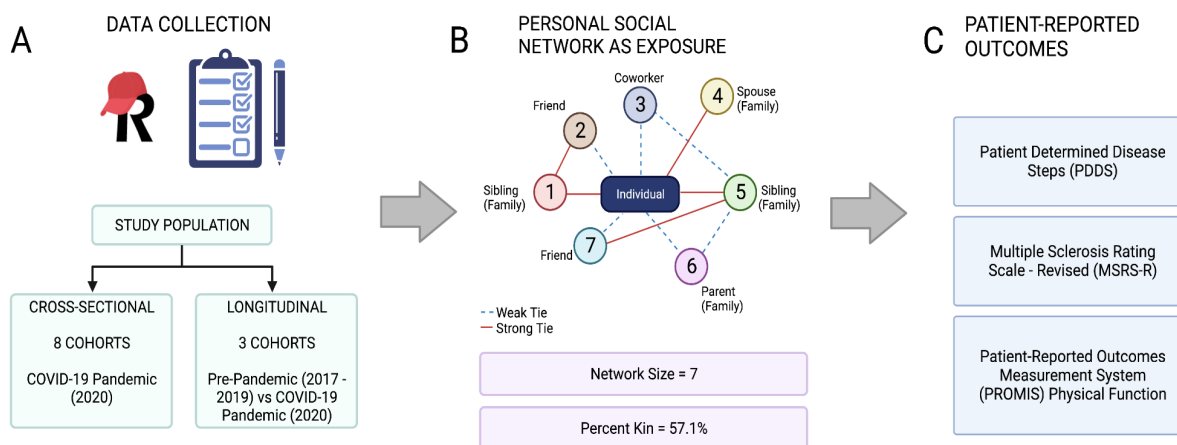 A
DATA COLLECTION
R
STUDY POPULATION
CROSS-SECTIONAL
8 COHORTS
COVID-19 Pandemic
(2020)
LONGITUDINAL
3 COHORTS
Pre-Pandemic (2017 -
2019) vs COVID-19
Pandemic (2020)
B
PERSONAL SOCIAL
NETWORK AS EXPOSURE
Coworker
3
4
Spouse
(Family)
Friend
2
Sibling
(Family)
1
Individual
5
Sibling
(Family)
Friend
7
6
Parent
(Family)
Weak Tie
Strong Tie
Network Size = 7
Percent Kin = 57.1%
C
PATIENT-REPORTED
OUTCOMES
Patient Determined Disease
Steps (PDDS)
Multiple Sclerosis Rating
Scale - Revised (MSRS-R)
Patient-Reported Outcomes
Measurement System
(PROMIS) Physical Function